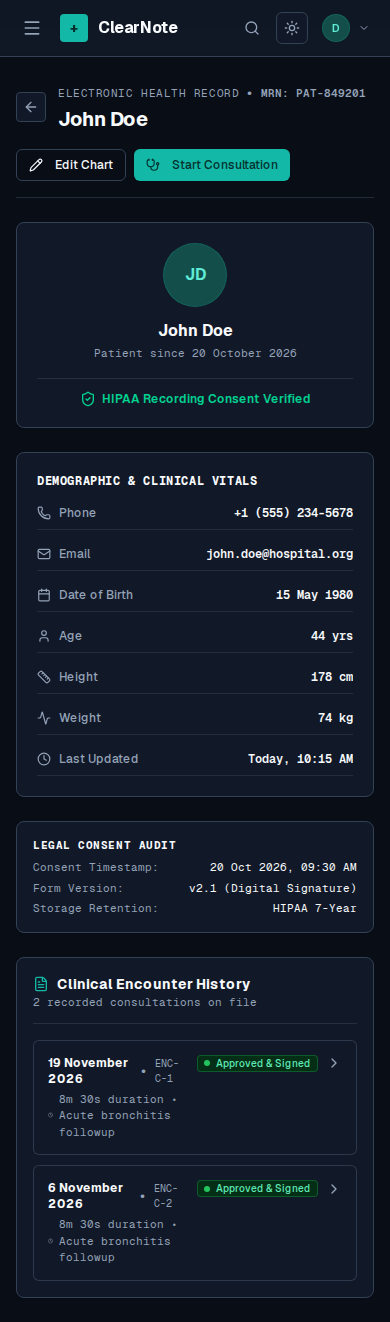 + ClearNote D
ELECTRONIC HEALTH RECORD • MRN: PAT-849201
John Doe
Edit Chart Start Consultation
JD
John Doe
Patient since 20 October 2026
HIPAA Recording Consent Verified
DEMOGRAPHIC & CLINICAL VITALS
Phone +1 (555) 234-5678
Email john.doe@hospital.org
Date of Birth 15 May 1980
Age 44 yrs
Height 178 cm
Weight 74 kg
Last Updated Today, 10:15 AM
LEGAL CONSENT AUDIT
Consent Timestamp: 20 Oct 2026, 09:30 AM
Form Version: v2.1 (Digital Signature)
Storage Retention: HIPAA 7-Year
Clinical Encounter History
2 recorded consultations on file
19 November 2026 • ENC-C-1 Approved & Signed
8m 30s duration •
Acute bronchitis
followup
6 November 2026 • ENC-C-2 Approved & Signed
8m 30s duration •
Acute bronchitis
followup